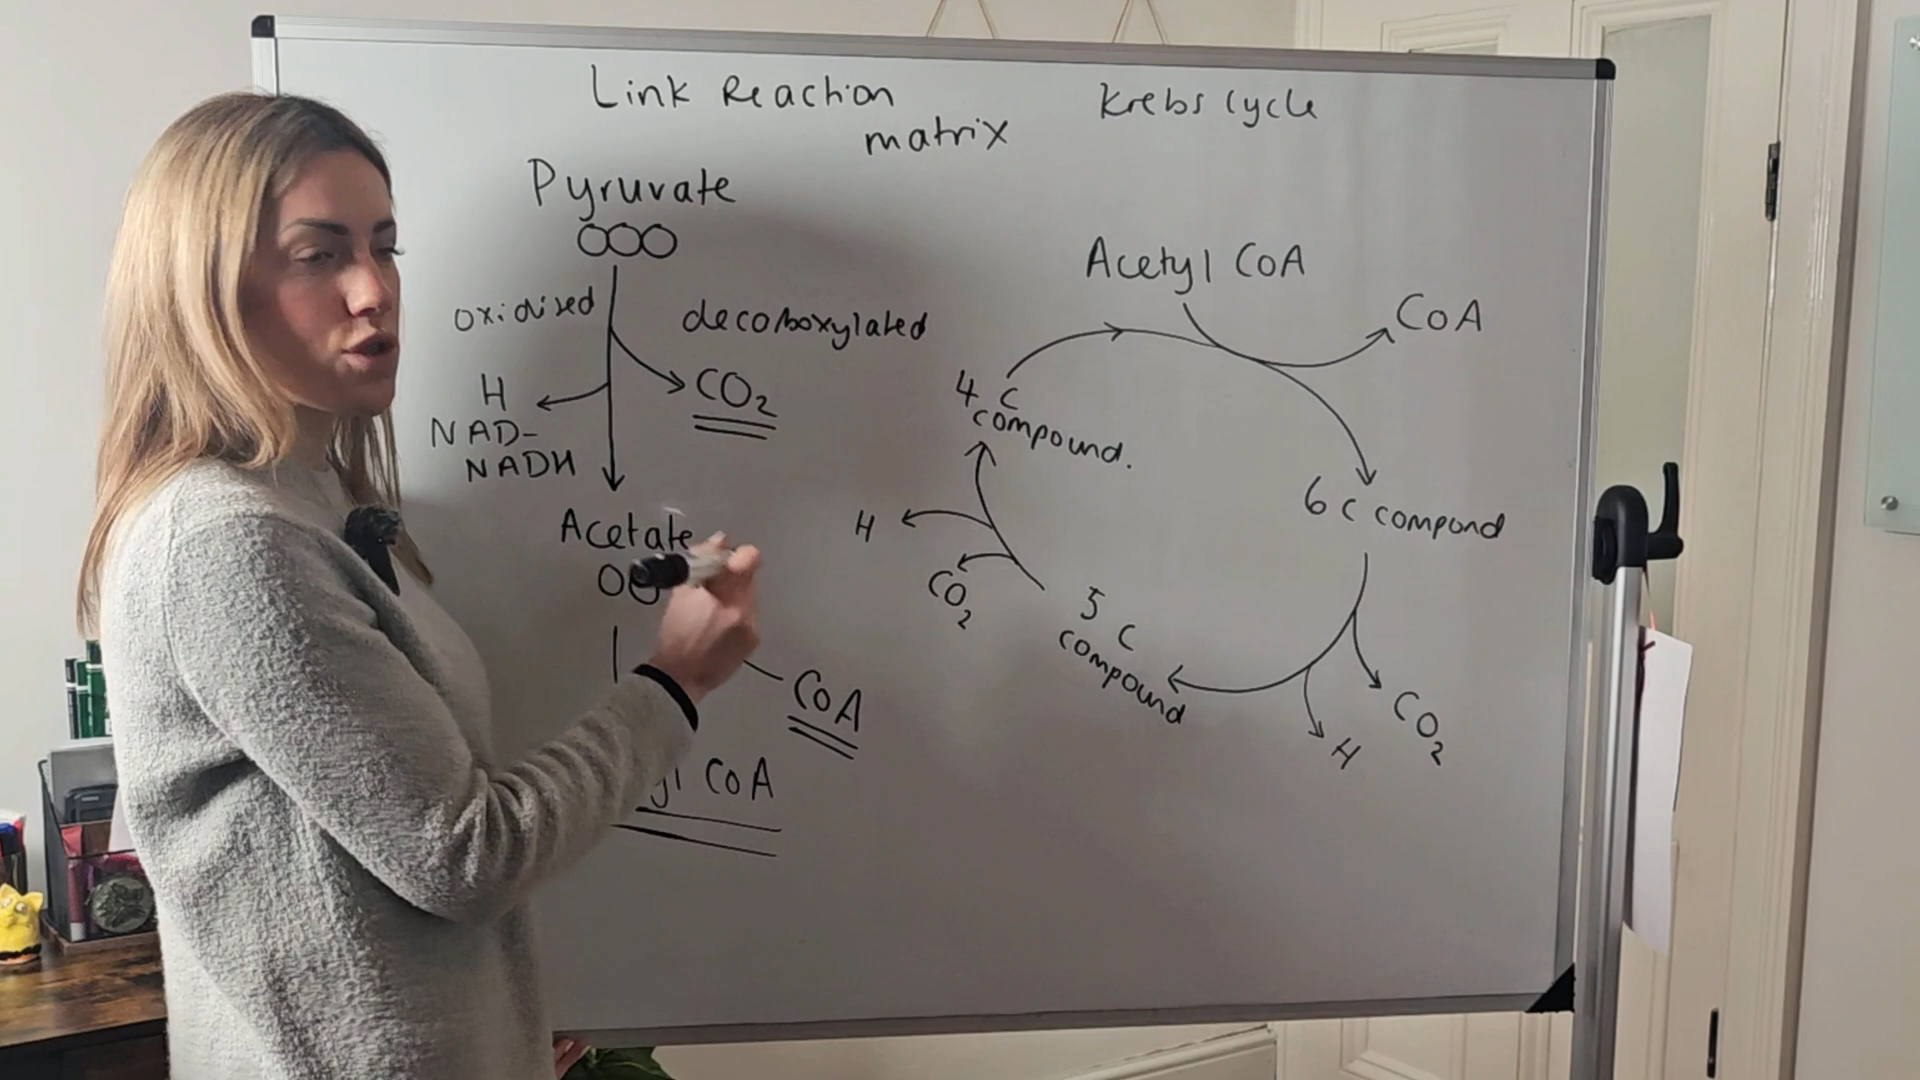 Link Reaction
matrix
Pyruvate
oxidised
decarboxylated
H
CO2
NAD-
NADH
Acetate
CoA
CoA
Krebs Cycle
Acetyl CoA
CoA
4 C
compound.
6 C compond
H
CO2
5 C
compound
CO2
H